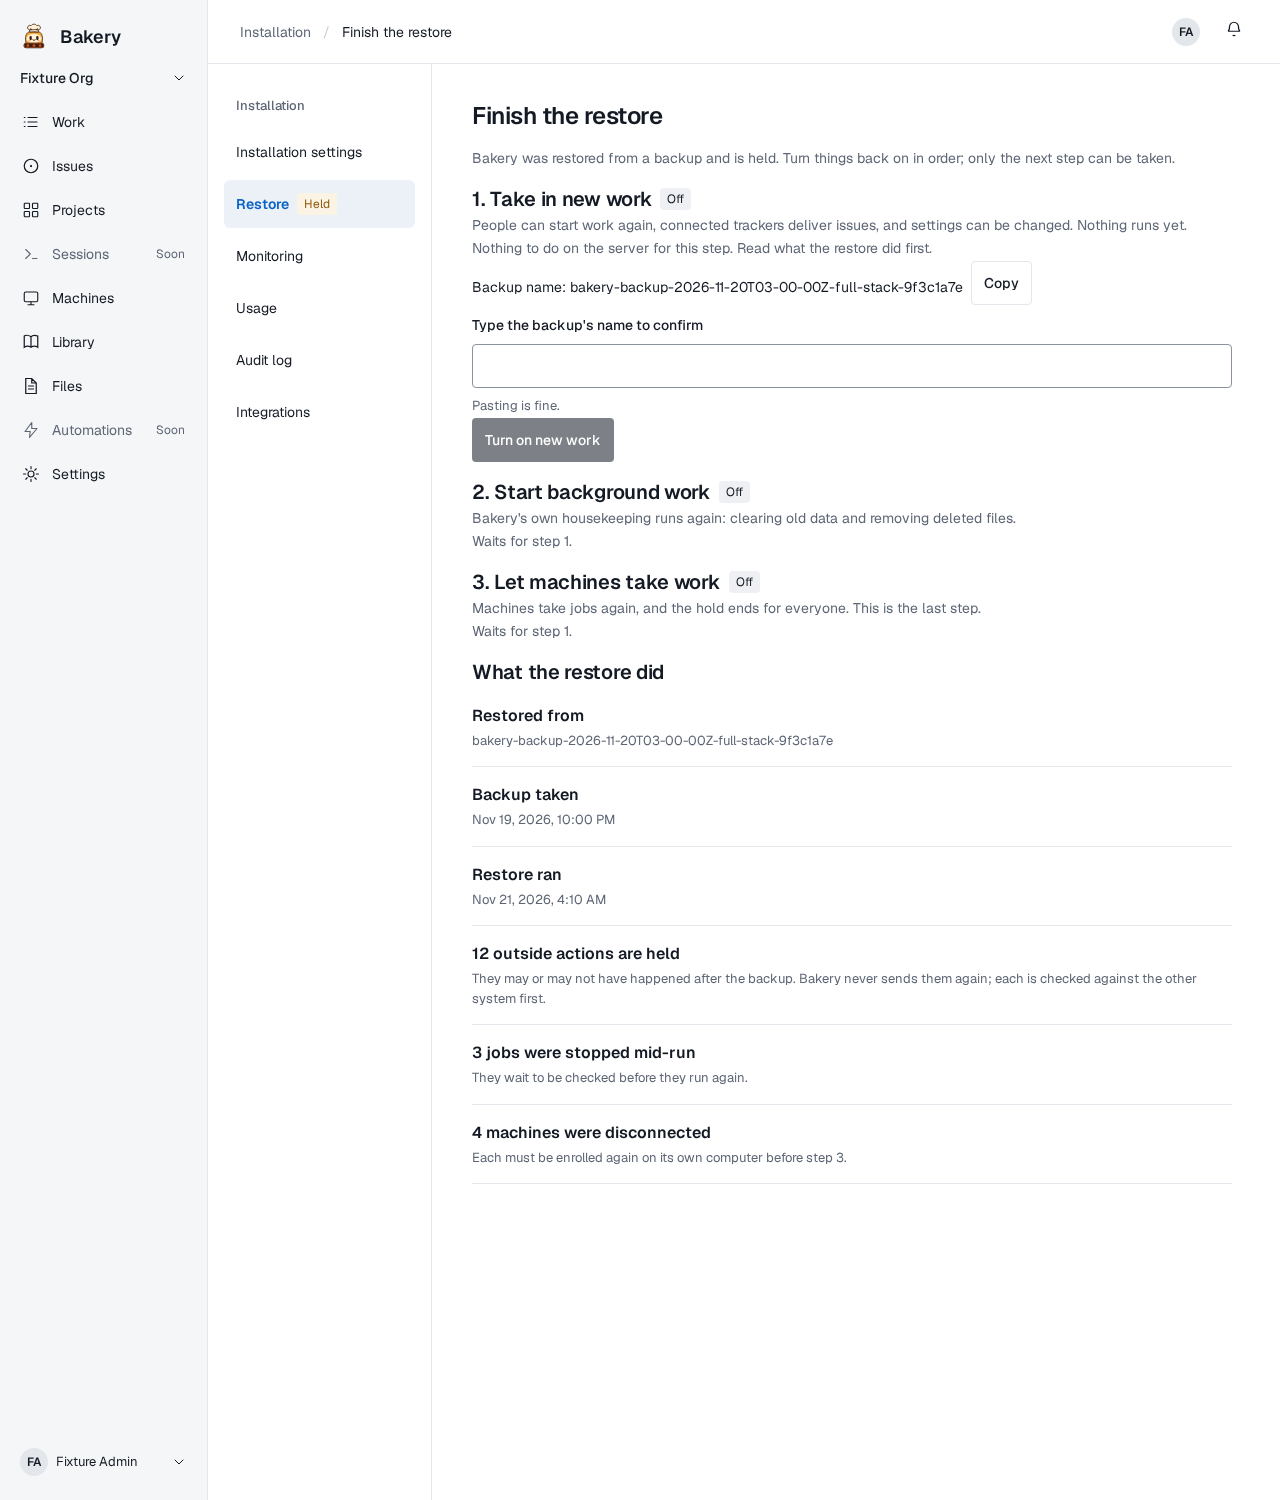 Bakery
Fixture Org
Work
Issues
Projects
Sessions Soon
Machines
Library
Files
Automations Soon
Settings
FA Fixture Admin
Installation / Finish the restore
FA
Installation
Installation settings
Restore Held
Monitoring
Usage
Audit log
Integrations
Finish the restore
Bakery was restored from a backup and is held. Turn things back on in order; only the next step can be taken.
1. Take in new work Off
People can start work again, connected trackers deliver issues, and settings can be changed. Nothing runs yet.
Nothing to do on the server for this step. Read what the restore did first.
Backup name: bakery-backup-2026-11-20T03-00-00Z-full-stack-9f3c1a7e Copy
Type the backup's name to confirm
Pasting is fine.
Turn on new work
2. Start background work Off
Bakery's own housekeeping runs again: clearing old data and removing deleted files.
Waits for step 1.
3. Let machines take work Off
Machines take jobs again, and the hold ends for everyone. This is the last step.
Waits for step 1.
What the restore did
Restored from
bakery-backup-2026-11-20T03-00-00Z-full-stack-9f3c1a7e
Backup taken
Nov 19, 2026, 10:00 PM
Restore ran
Nov 21, 2026, 4:10 AM
12 outside actions are held
They may or may not have happened after the backup. Bakery never sends them again; each is checked against the other
system first.
3 jobs were stopped mid-run
They wait to be checked before they run again.
4 machines were disconnected
Each must be enrolled again on its own computer before step 3.